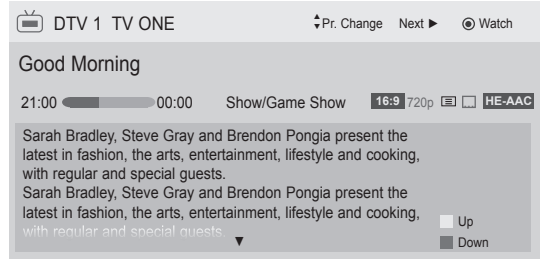 DTV 1 TV ONE Pr. Change Next ► Watch
Good Morning
21:00 00:00 Show/Game Show 16:9 720p HE-AAC
Sarah Bradley, Steve Gray and Brendon Pongia present the
latest in fashion, the arts, entertainment, lifestyle and cooking,
with regular and special guests.
Sarah Bradley, Steve Gray and Brendon Pongia present the
latest in fashion, the arts, entertainment, lifestyle and cooking,
with regular and special guests.
Up
Down